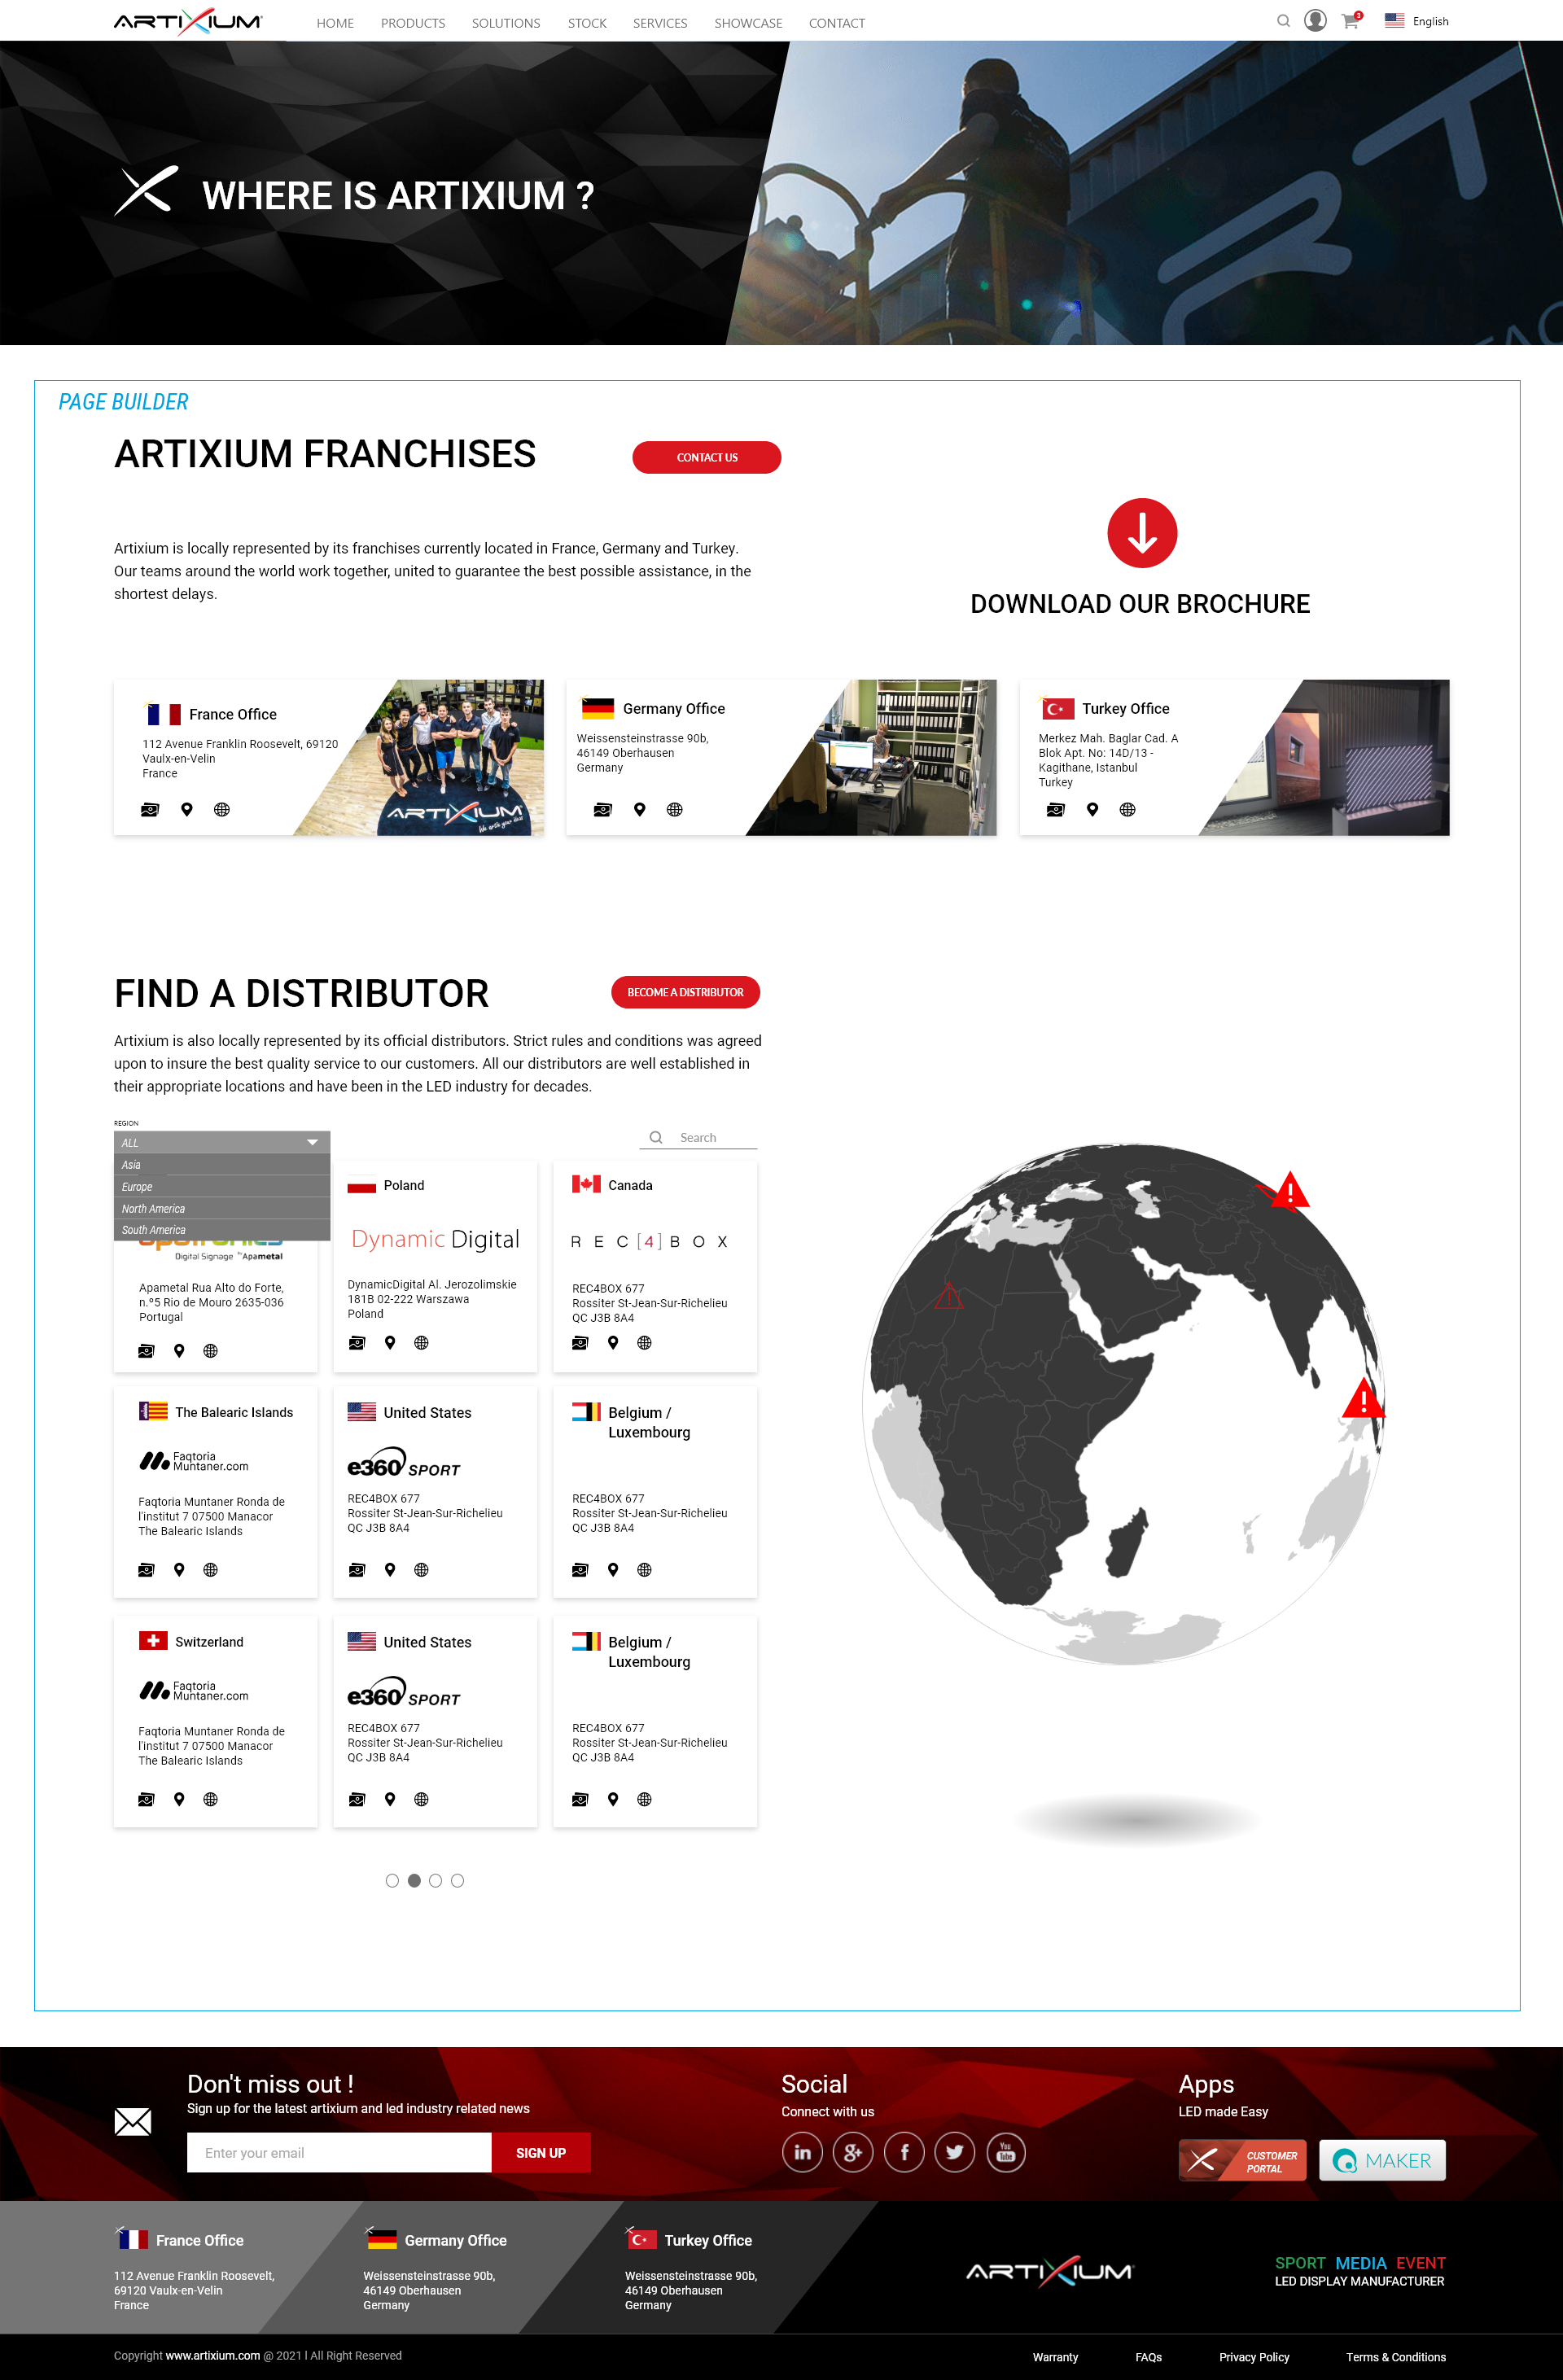 ARTIXIUM
HOME PRODUCTS SOLUTIONS STOCK SERVICES SHOWCASE CONTACT
3
English
WHERE IS ARTIXIUM ?
PAGE BUILDER
ARTIXIUM FRANCHISES
CONTACT US
Artixium is locally represented by its franchises currently located in France, Germany and Turkey.
Our teams around the world work together, united to guarantee the best possible assistance, in the
shortest delays.
DOWNLOAD OUR BROCHURE
France Office
112 Avenue Franklin Roosevelt, 69120
Vaulx-en-Velin
France
ARTIXIUM
Germany Office
Weissensteinstrasse 90b,
46149 Oberhausen
Germany
Turkey Office
Merkez Mah. Baglar Cad. A
Blok Apt. No: 14D/13 -
Kagithane, Istanbul
Turkey
FIND A DISTRIBUTOR
BECOME A DISTRIBUTOR
Artixium is also locally represented by its official distributors. Strict rules and conditions was agreed
upon to insure the best quality service to our customers. All our distributors are well established in
their appropriate locations and have been in the LED industry for decades.
REGION
ALL
Asia
Europe
North America
South America
Search
Digital Signage by Apametal
Apametal Rua Alto do Forte,
n.º5 Rio de Mouro 2635-036
Portugal
Poland
Dynamic Digital
DynamicDigital Al. Jerozolimskie
181B 02-222 Warszawa
Poland
Canada
REC[4]BOX
REC4BOX 677
Rossiter St-Jean-Sur-Richelieu
QC J3B 8A4
The Balearic Islands
Faqtoria
Muntaner.com
Faqtoria Muntaner Ronda de
l'institut 7 07500 Manacor
The Balearic Islands
United States
e360 SPORT
REC4BOX 677
Rossiter St-Jean-Sur-Richelieu
QC J3B 8A4
Belgium /
Luxembourg
REC4BOX 677
Rossiter St-Jean-Sur-Richelieu
QC J3B 8A4
Switzerland
Faqtoria
Muntaner.com
Faqtoria Muntaner Ronda de
l'institut 7 07500 Manacor
The Balearic Islands
United States
e360 SPORT
REC4BOX 677
Rossiter St-Jean-Sur-Richelieu
QC J3B 8A4
Belgium /
Luxembourg
REC4BOX 677
Rossiter St-Jean-Sur-Richelieu
QC J3B 8A4
Don't miss out !
Sign up for the latest artixium and led industry related news
Enter your email
SIGN UP
Social
Connect with us
in g+ f You Tube
Apps
LED made Easy
CUSTOMER
PORTAL
MAKER
France Office
112 Avenue Franklin Roosevelt,
69120 Vaulx-en-Velin
France
Germany Office
Weissensteinstrasse 90b,
46149 Oberhausen
Germany
Turkey Office
Weissensteinstrasse 90b,
46149 Oberhausen
Germany
ARTIXIUM
SPORT MEDIA EVENT
LED DISPLAY MANUFACTURER
Copyright www.artixium.com @ 2021 l All Right Reserved
Warranty FAQs Privacy Policy Terms & Conditions